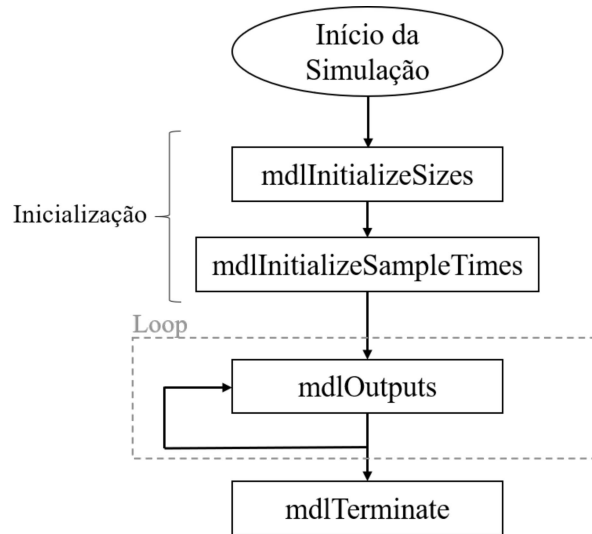 Início da
Simulação
mdlInitializeSizes
Inicialização
mdlInitializeSampleTimes
Loop
mdlOutputs
mdlTerminate